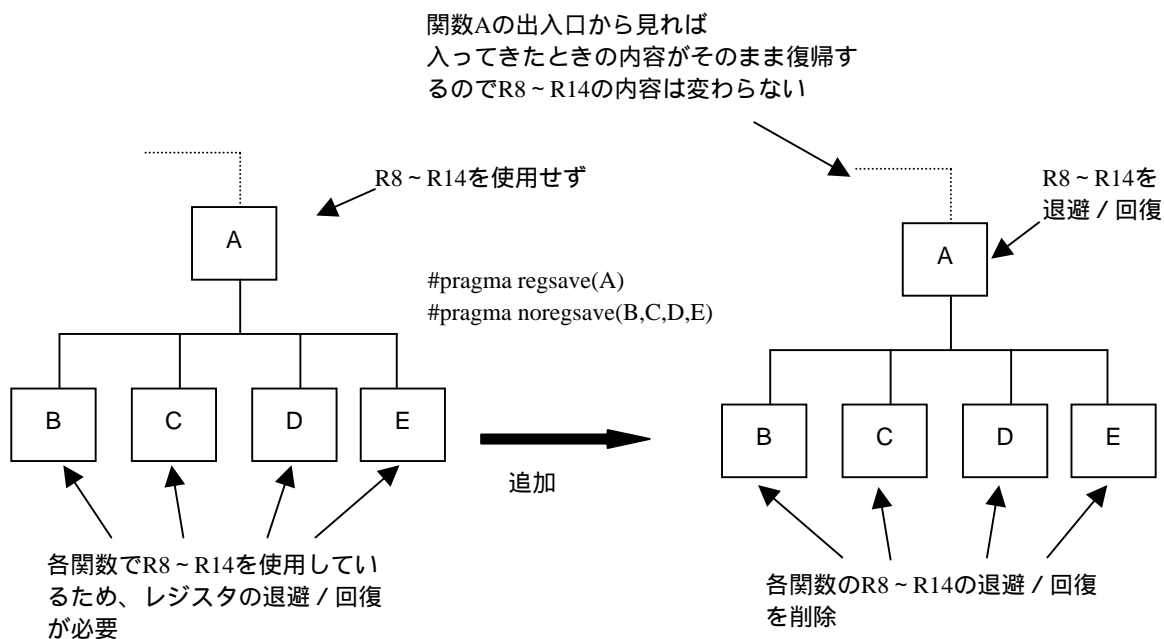 関数Aの出入口から見れば
入ってきたときの内容がそのまま復帰す
るのでR8~R14の内容は変わらない
R8~R14を使用せず
A
#pragma regsave(A)
#pragma noregsave(B,C,D,E)
B
C
D
E
追加
各関数でR8~R14を使用してい
るため、レジスタの退避/回復
が必要
R8~R14を
退避/回復
A
B
C
D
E
各関数のR8~R14の退避/回復
を削除